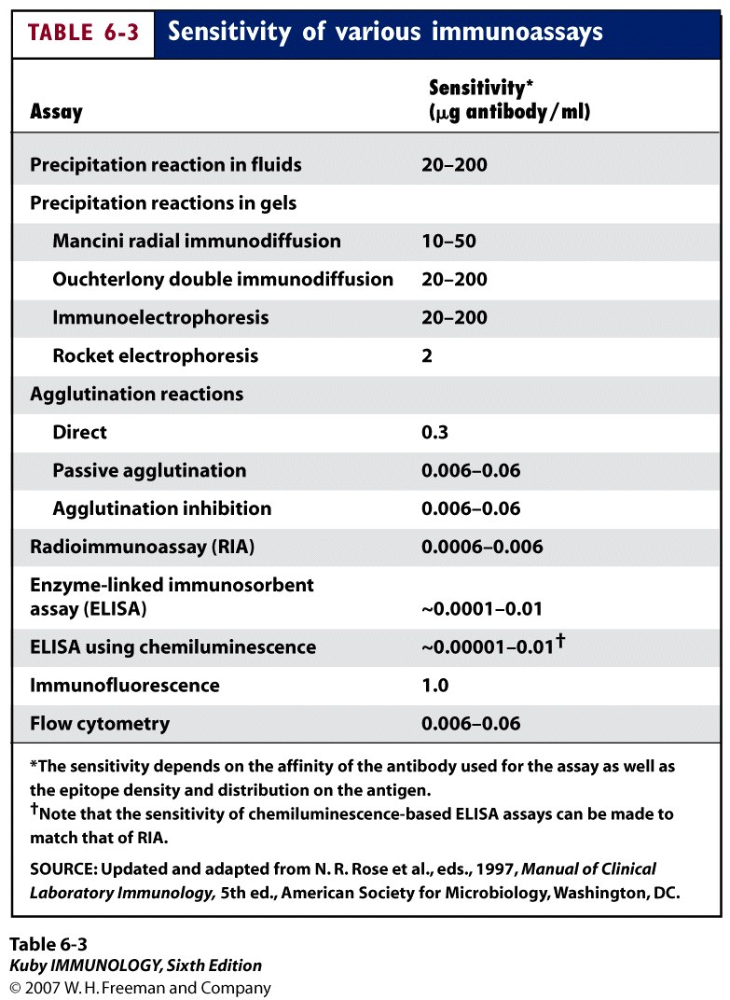 TABLE 6-3 Sensitivity of various immunoassays
Sensitivity*
Assay (μg antibody/ml)
Precipitation reaction in fluids 20–200
Precipitation reactions in gels
Mancini radial immunodiffusion 10–50
Ouchterlony double immunodiffusion 20–200
Immunoelectrophoresis 20–200
Rocket electrophoresis 2
Agglutination reactions
Direct 0.3
Passive agglutination 0.006–0.06
Agglutination inhibition 0.006–0.06
Radioimmunoassay (RIA) 0.0006–0.006
Enzyme-linked immunosorbent
assay (ELISA) ~0.0001–0.01
ELISA using chemiluminescence ~0.00001–0.01†
Immunofluorescence 1.0
Flow cytometry 0.006–0.06
*The sensitivity depends on the affinity of the antibody used for the assay as well as
the epitope density and distribution on the antigen.
†Note that the sensitivity of chemiluminescence-based ELISA assays can be made to
match that of RIA.
SOURCE: Updated and adapted from N. R. Rose et al., eds., 1997, Manual of Clinical
Laboratory Immunology, 5th ed., American Society for Microbiology, Washington, DC.
Table 6-3
Kuby IMMUNOLOGY, Sixth Edition
© 2007 W. H. Freeman and Company